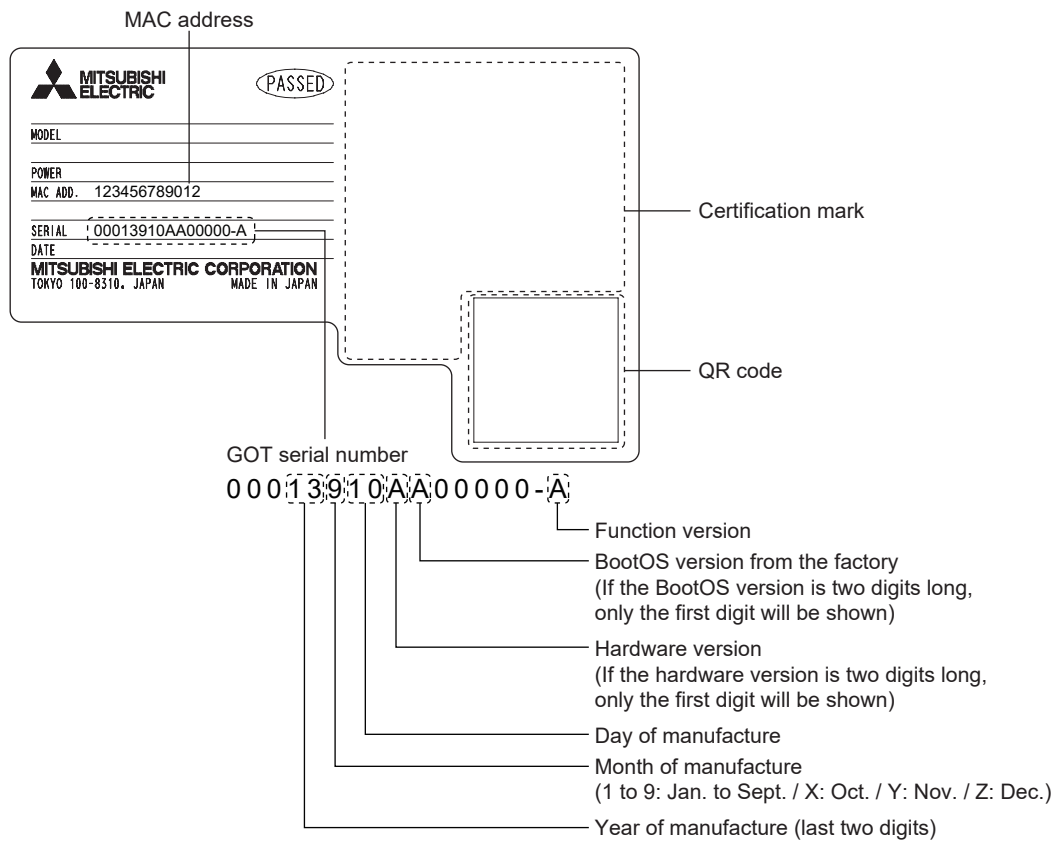 MAC address
MITSUBISHI
ELECTRIC
PASSED
MODEL
POWER
MAC ADD. 123456789012
SERIAL 00013910AA00000-A
DATE
MITSUBISHI ELECTRIC CORPORATION
TOKYO 100-8310. JAPAN MADE IN JAPAN
Certification mark
QR code
GOT serial number
00013910AA00000-A
Function version
BootOS version from the factory
(If the BootOS version is two digits long,
only the first digit will be shown)
Hardware version
(If the hardware version is two digits long,
only the first digit will be shown)
Day of manufacture
Month of manufacture
(1 to 9: Jan. to Sept. / X: Oct. / Y: Nov. / Z: Dec.)
Year of manufacture (last two digits)